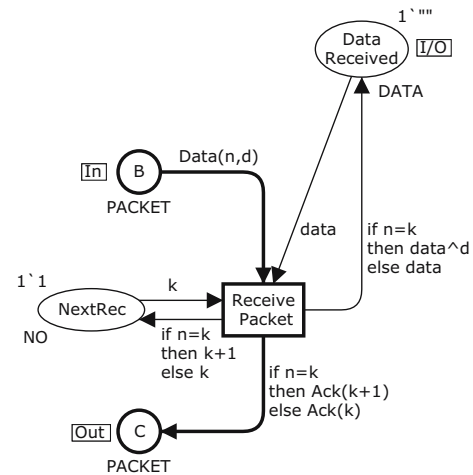 1`""
Data
Received
I/O
DATA
Data(n,d)
In
B
PACKET
data
if n=k
then data^d
else data
1`1
k
NextRec
Receive
Packet
NO
if n=k
then k+1
else k
if n=k
then Ack(k+1)
else Ack(k)
Out
C
PACKET